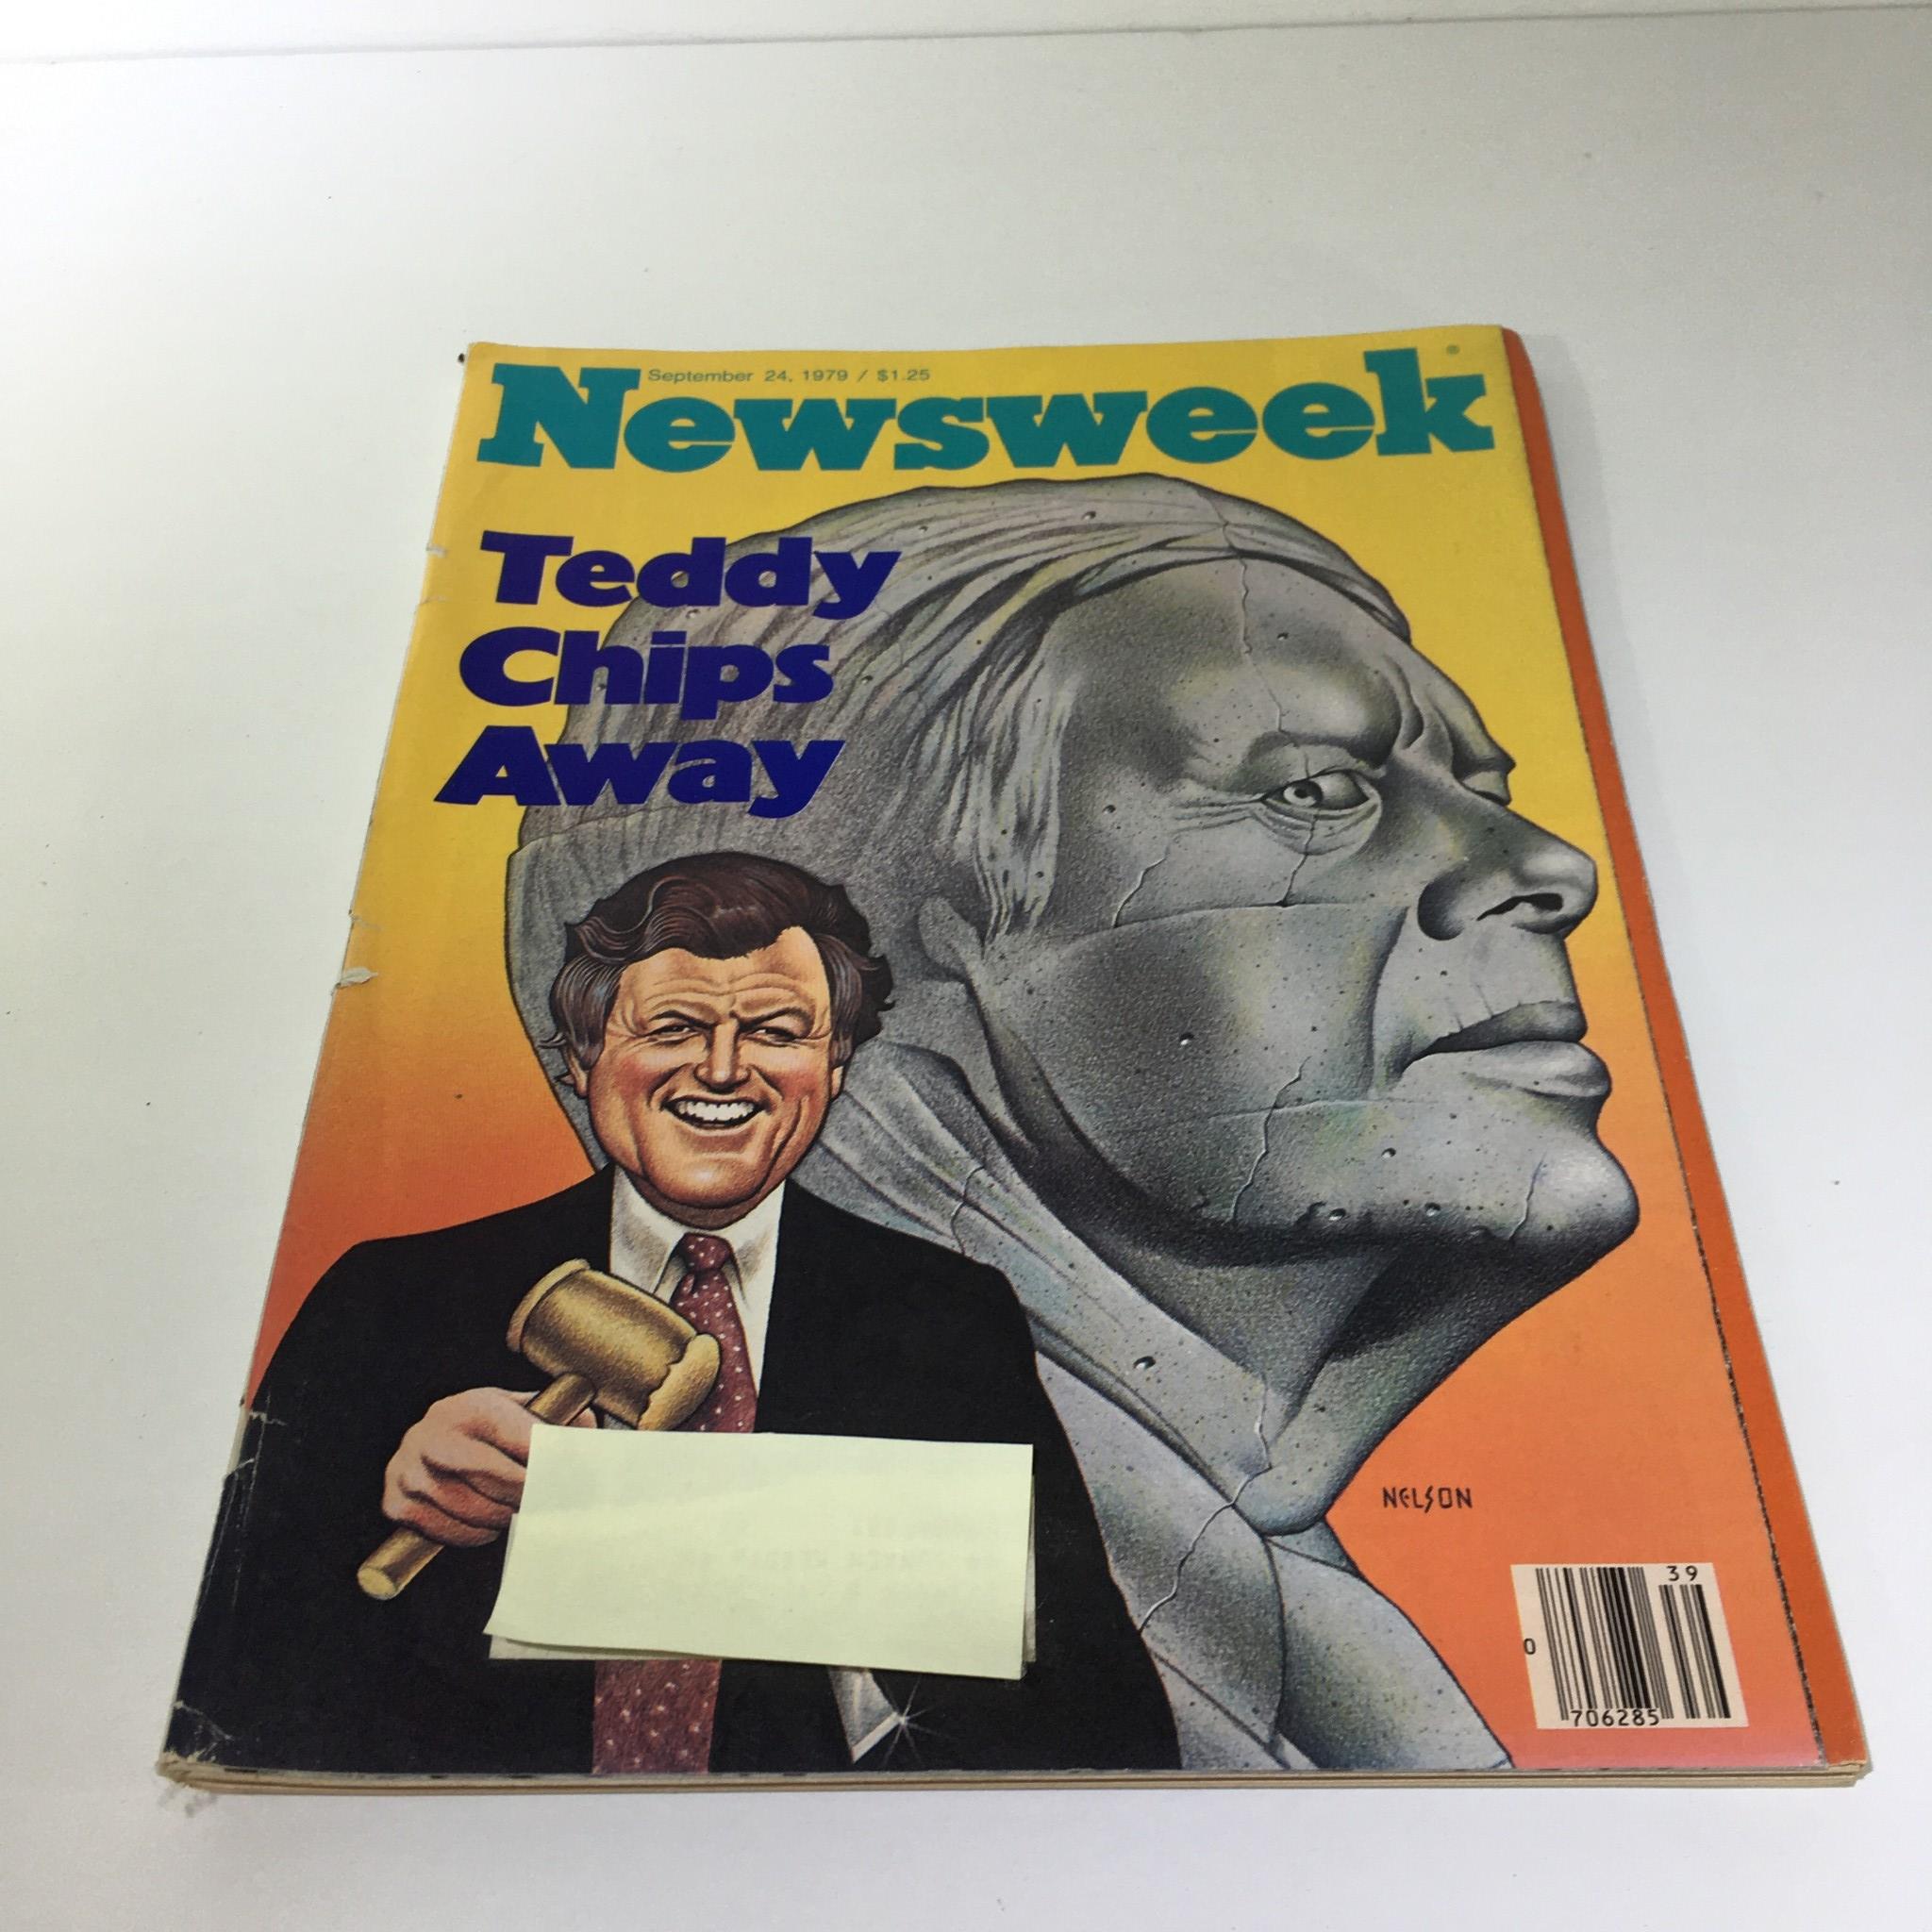 September 24, 1979 / $1.25
Newsweek®
Teddy
Chips
Away
NELSON
39
0
706285